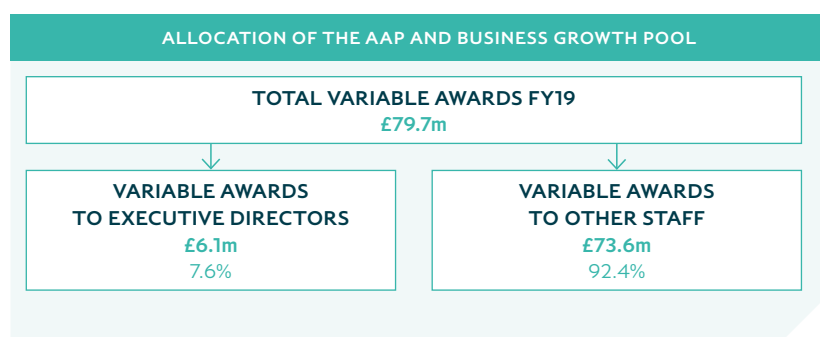 ALLOCATION OF THE AAP AND BUSINESS GROWTH POOL
TOTAL VARIABLE AWARDS FY19
£79.7m
VARIABLE AWARDS
TO EXECUTIVE DIRECTORS
£6.1m
7.6%
VARIABLE AWARDS
TO OTHER STAFF
£73.6m
92.4%